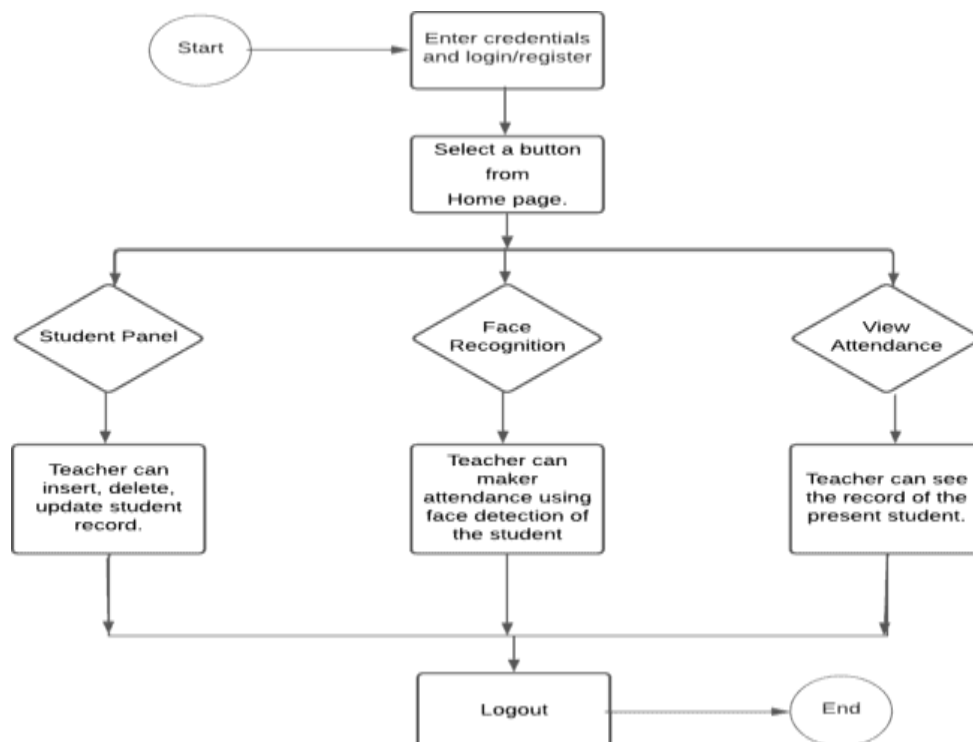 Start
Enter credentials
and login/register
Select a button
from
Home page.
Student Panel
Face
Recognition
View
Attendance
Teacher can
insert, delete,
update student
record.
Teacher can
maker
attendance using
face detection of
the student
Teacher can see
the record of the
present student.
Logout
End